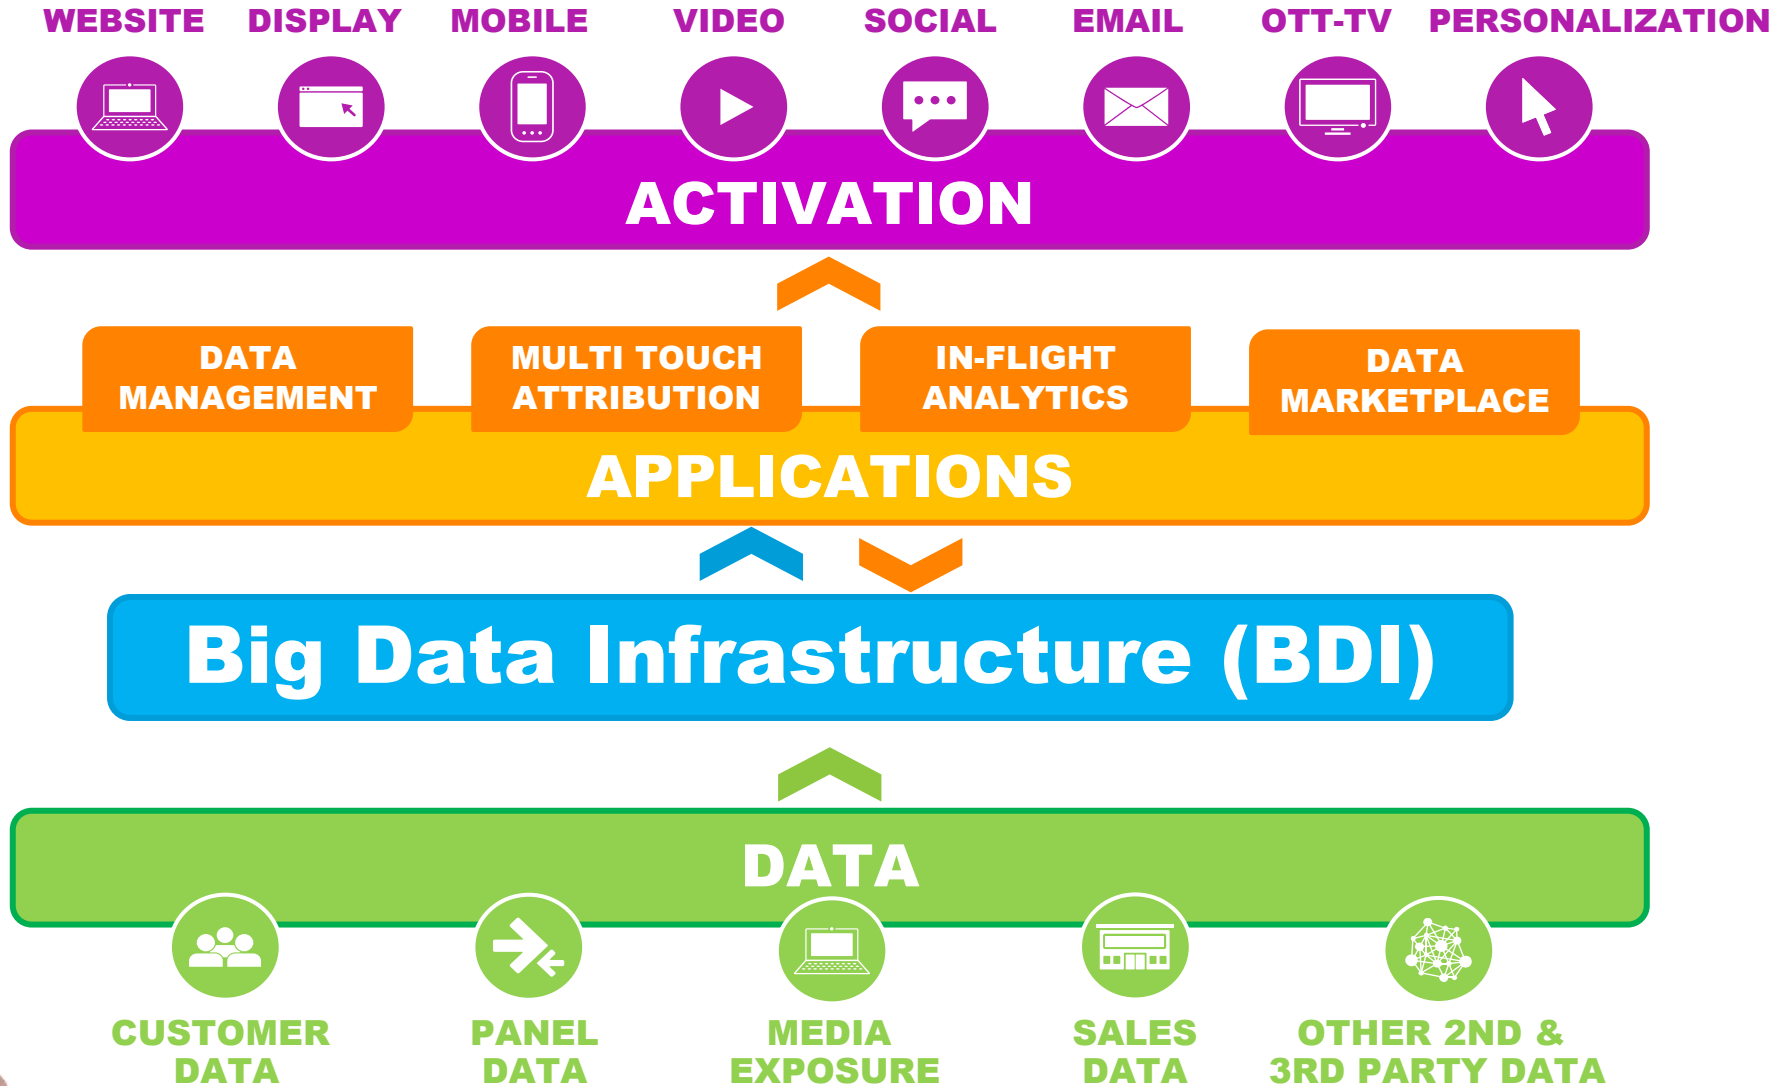 WEBSITE DISPLAY MOBILE VIDEO SOCIAL EMAIL OTT-TV PERSONALIZATION
ACTIVATION
DATA
MANAGEMENT
MULTI TOUCH
ATTRIBUTION
IN-FLIGHT
ANALYTICS
DATA
MARKETPLACE
APPLICATIONS
Big Data Infrastructure (BDI)
DATA
CUSTOMER
DATA
PANEL
DATA
MEDIA
EXPOSURE
SALES
DATA
OTHER 2ND &
3RD PARTY DATA